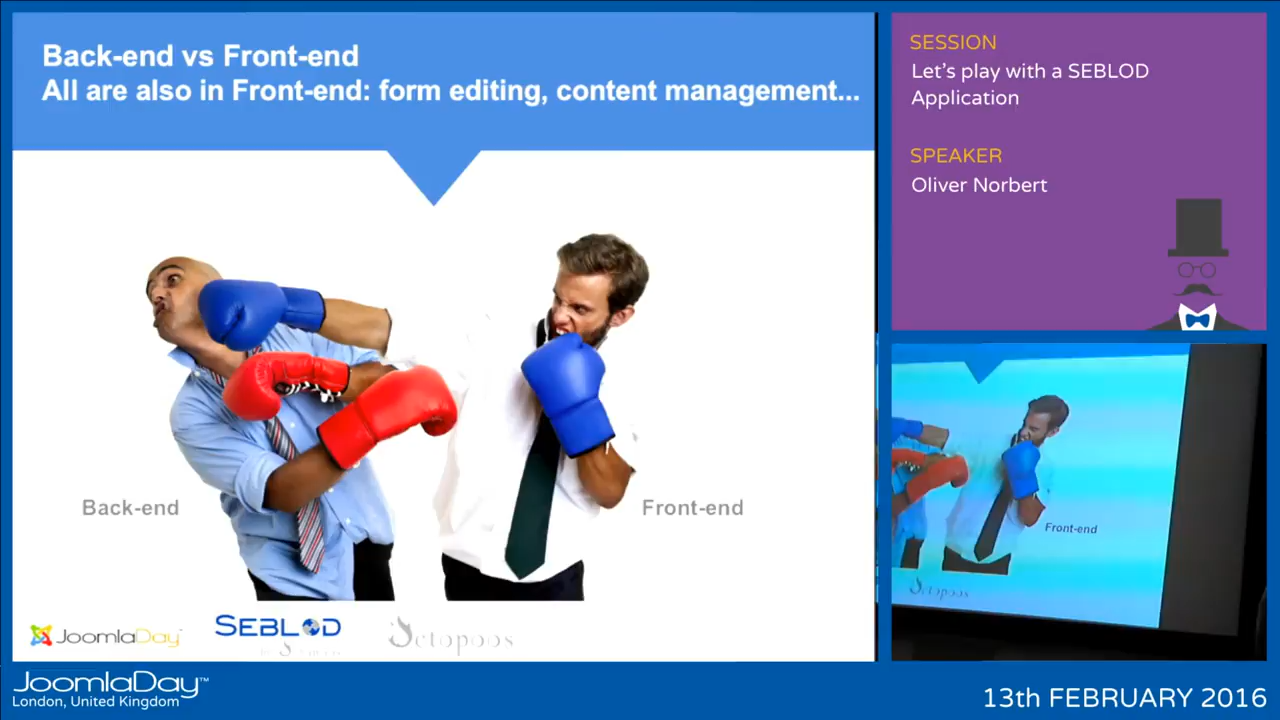 Back-end vs Front-end
All are also in Front-end: form editing, content management...
Back-end
Front-end
JoomlaDay
SEBLOD
Octopoos
SESSION
Let's play with a SEBLOD
Application
SPEAKER
Oliver Norbert
Front-end
Octopoos
JoomlaDay™
London, United Kingdom
13th FEBRUARY 2016